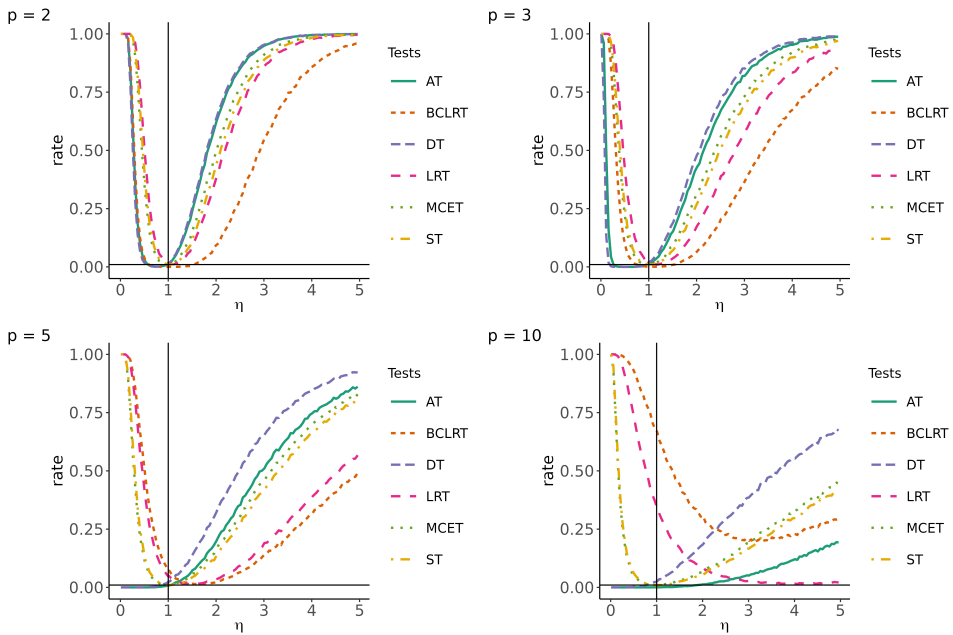 p = 2
1.00
0.75
0.50
0.25
0.00
rate
0 1 2 3 4 5
η
Tests
AT
BCLRT
DT
LRT
MCET
ST
p = 3
1.00
0.75
0.50
0.25
0.00
rate
0 1 2 3 4 5
η
Tests
AT
BCLRT
DT
LRT
MCET
ST
p = 5
1.00
0.75
0.50
0.25
0.00
rate
0 1 2 3 4 5
η
Tests
AT
BCLRT
DT
LRT
MCET
ST
p = 10
1.00
0.75
0.50
0.25
0.00
rate
0 1 2 3 4 5
η
Tests
AT
BCLRT
DT
LRT
MCET
ST